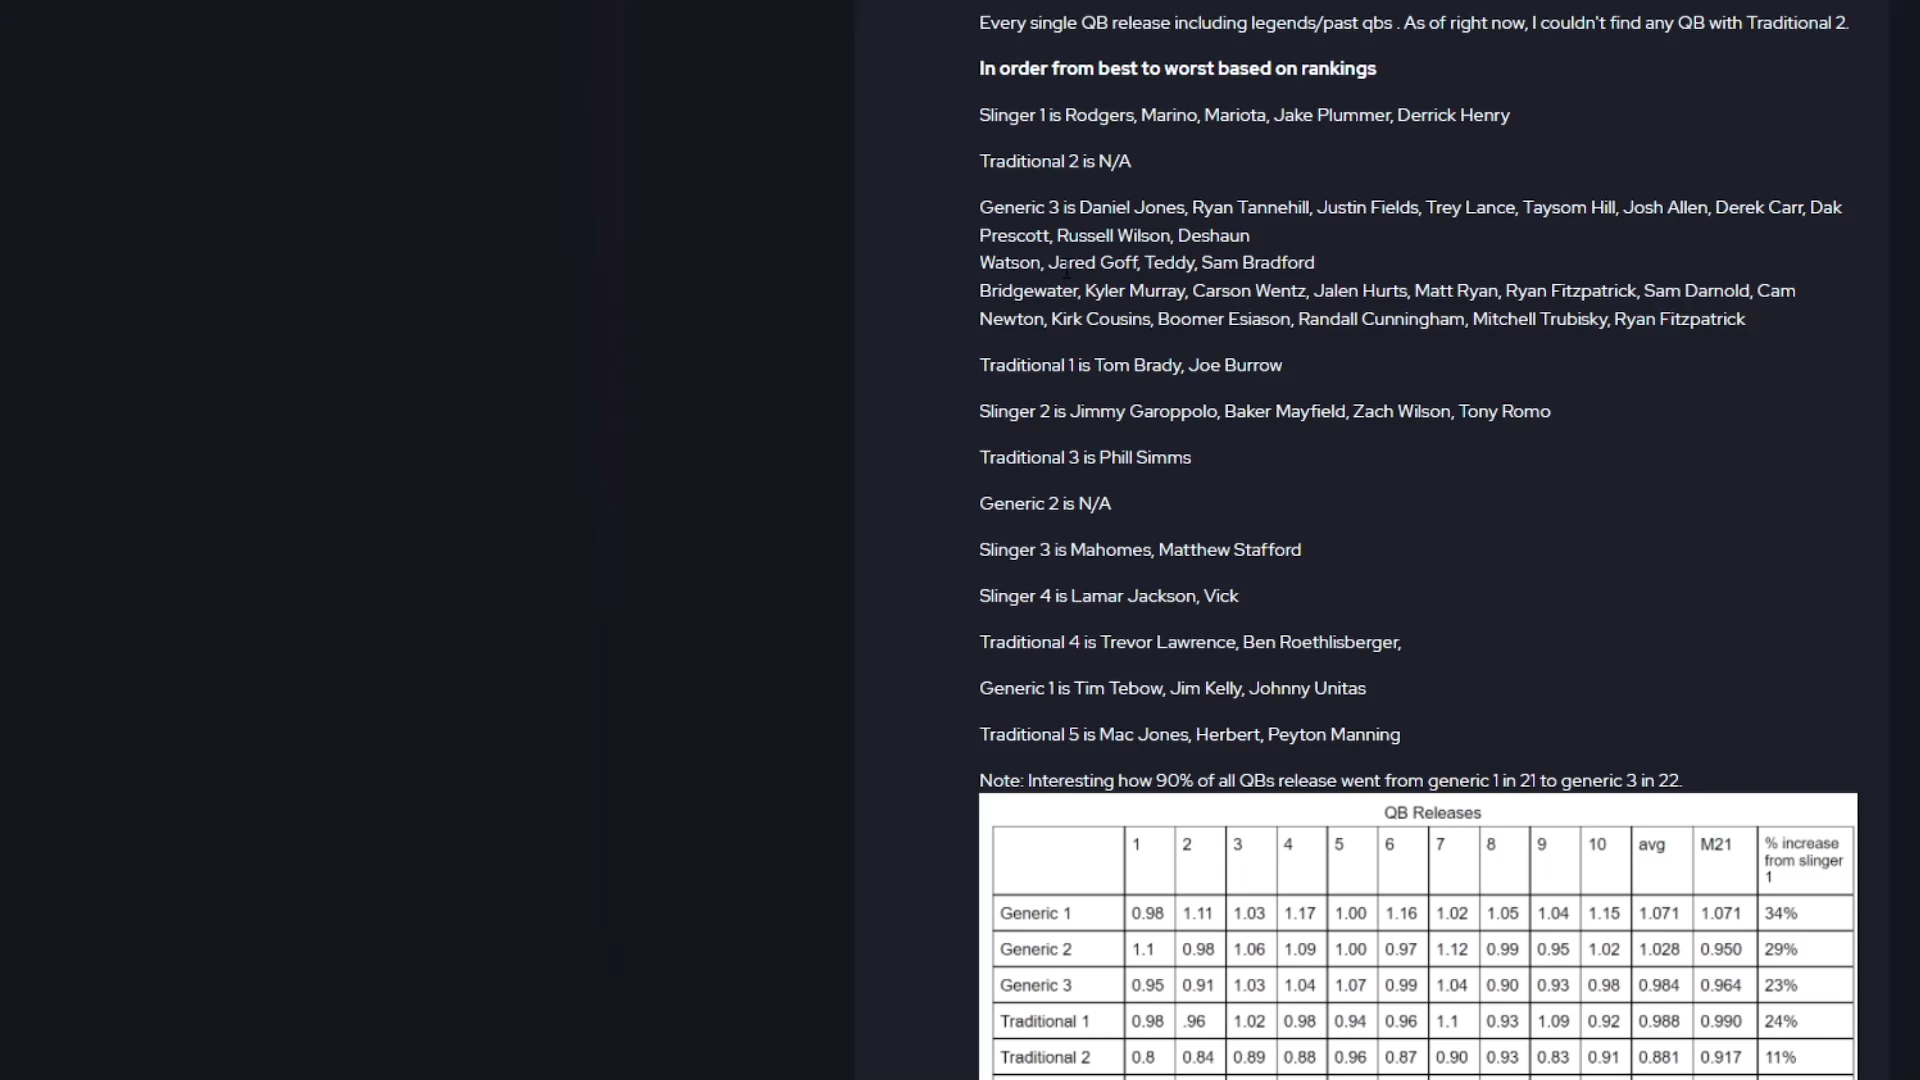 Every single QB release including legends/past qbs . As of right now, I couldn't find any QB with Traditional 2.
In order from best to worst based on rankings
Slinger 1 is Rodgers, Marino, Mariota, Jake Plummer, Derrick Henry
Traditional 2 is N/A
Generic 3 is Daniel Jones, Ryan Tannehill, Justin Fields, Trey Lance, Taysom Hill, Josh Allen, Derek Carr, Dak
Prescott, Russell Wilson, Deshaun
Watson, Jared Goff, Teddy, Sam Bradford
Bridgewater, Kyler Murray, Carson Wentz, Jalen Hurts, Matt Ryan, Ryan Fitzpatrick, Sam Darnold, Cam
Newton, Kirk Cousins, Boomer Esiason, Randall Cunningham, Mitchell Trubisky, Ryan Fitzpatrick
Traditional 1 is Tom Brady, Joe Burrow
Slinger 2 is Jimmy Garoppolo, Baker Mayfield, Zach Wilson, Tony Romo
Traditional 3 is Phill Simms
Generic 2 is N/A
Slinger 3 is Mahomes, Matthew Stafford
Slinger 4 is Lamar Jackson, Vick
Traditional 4 is Trevor Lawrence, Ben Roethlisberger,
Generic 1 is Tim Tebow, Jim Kelly, Johnny Unitas
Traditional 5 is Mac Jones, Herbert, Peyton Manning
Note: Interesting how 90% of all QBs release went from generic 1 in 21 to generic 3 in 22.
QB Releases
1 2 3 4 5 6 7 8 9 10 avg M21 % increase
from slinger
1
Generic 1 0.98 1.11 1.03 1.17 1.00 1.16 1.02 1.05 1.04 1.15 1.071 1.071 34%
Generic 2 1.1 0.98 1.06 1.09 1.00 0.97 1.12 0.99 0.95 1.02 1.028 0.950 29%
Generic 3 0.95 0.91 1.03 1.04 1.07 0.99 1.04 0.90 0.93 0.98 0.984 0.964 23%
Traditional 1 0.98 .96 1.02 0.98 0.94 0.96 1.1 0.93 1.09 0.92 0.988 0.990 24%
Traditional 2 0.8 0.84 0.89 0.88 0.96 0.87 0.90 0.93 0.83 0.91 0.881 0.917 11%